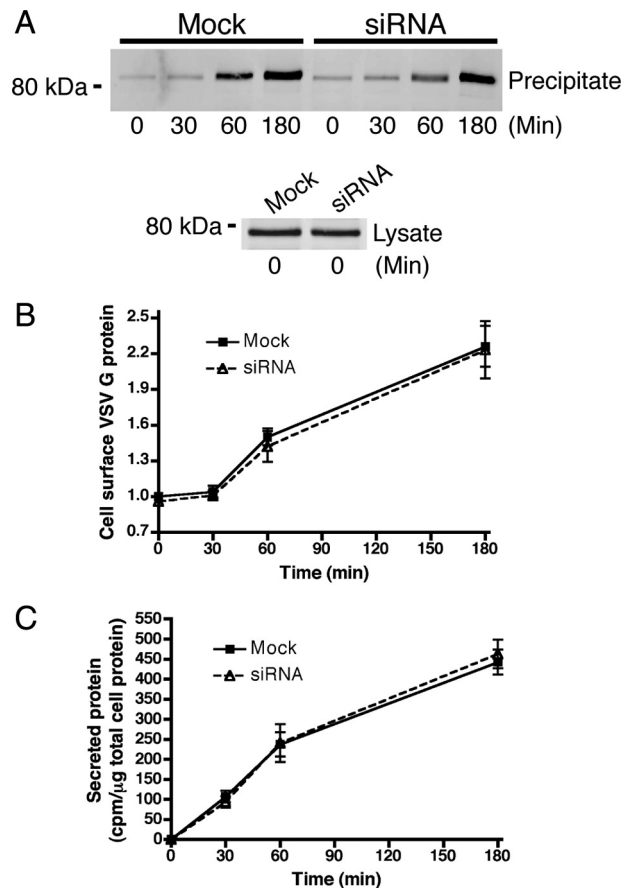 A
Mock siRNA
80 kDa Precipitate
0 30 60 180 0 30 60 180 (Min)
Mock siRNA
80 kDa Lysate
0 0 (Min)
B
Cell surface VSV G protein
2.5
2.2
1.9
1.6
1.3
1.0
0.7
Mock
siRNA
0 30 60 90 120 150 180
Time (min)
C
Secreted protein
(cpm/μg total cell protein)
550
500
450
400
350
300
250
200
150
100
50
0
Mock
siRNA
0 30 60 90 120 150 180
Time (min)